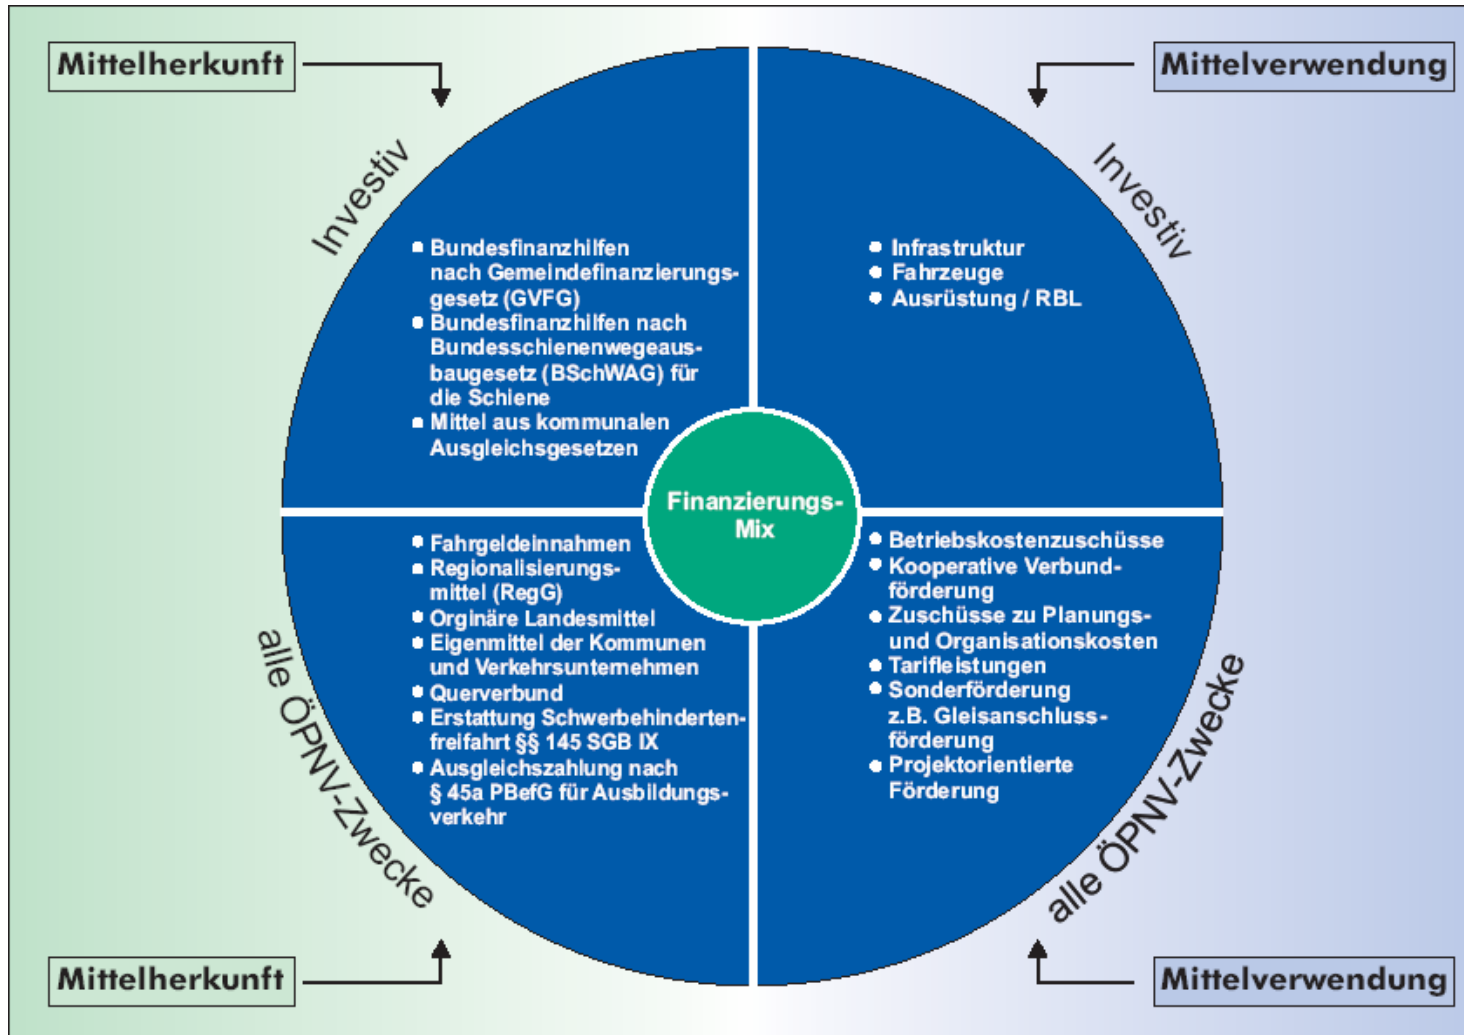 Mittelherkunft
Mittelverwendung
Investiv
Investiv
Bundesfinanzhilfen
nach Gemeindefinanzierungs-
gesetz (GVFG)
Bundesfinanzhilfen nach
Bundesschienenwegeaus-
baugesetz (BSchWAG) für
die Schiene
Mittel aus kommunalen
Ausgleichsgesetzen
Infrastruktur
Fahrzeuge
Ausrüstung / RBL
Finanzierungs-
Mix
Fahrgeldeinnahmen
Regionalisierungs-
mittel (RegG)
Orginäre Landesmittel
Eigenmittel der Kommunen
und Verkehrsunternehmen
Querverbund
Erstattung Schwerbehinderten-
freifahrt §§ 145 SGB IX
Ausgleichszahlung nach
§ 45a PBefG für Ausbildungs-
verkehr
Betriebskostenzuschüsse
Kooperative Verbund-
förderung
Zuschüsse zu Planungs-
und Organisationskosten
Tarifleistungen
Sonderförderung
z.B. Gleisanschluss-
förderung
Projektorientierte
Förderung
alle ÖPNV-Zwecke
alle ÖPNV-Zwecke
Mittelherkunft
Mittelverwendung